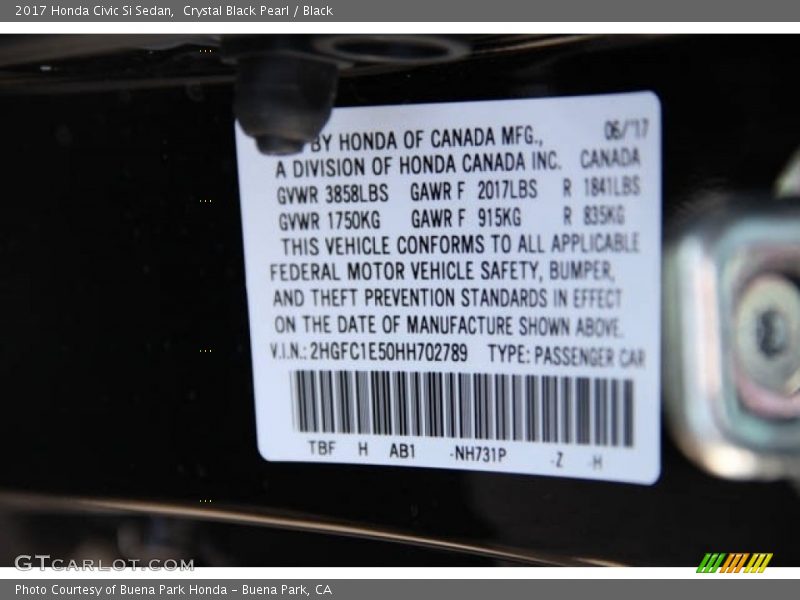 2017 Honda Civic Si Sedan,  Crystal Black Pearl / Black
BY HONDA OF CANADA MFG., 06/'17
A DIVISION OF HONDA CANADA INC. CANADA
GVWR 3858LBS GAWR F 2017LBS R 1841LBS
GVWR 1750KG GAWR F 915KG R 835KG
THIS VEHICLE CONFORMS TO ALL APPLICABLE
FEDERAL MOTOR VEHICLE SAFETY, BUMPER,
AND THEFT PREVENTION STANDARDS IN EFFECT
ON THE DATE OF MANUFACTURE SHOWN ABOVE.
V.I.N.: 2HGFC1E50HH702789 TYPE: PASSENGER CAR
TBF H AB1 -NH731P -Z -H
GTCARLOT.COM
Photo Courtesy of Buena Park Honda – Buena Park, CA